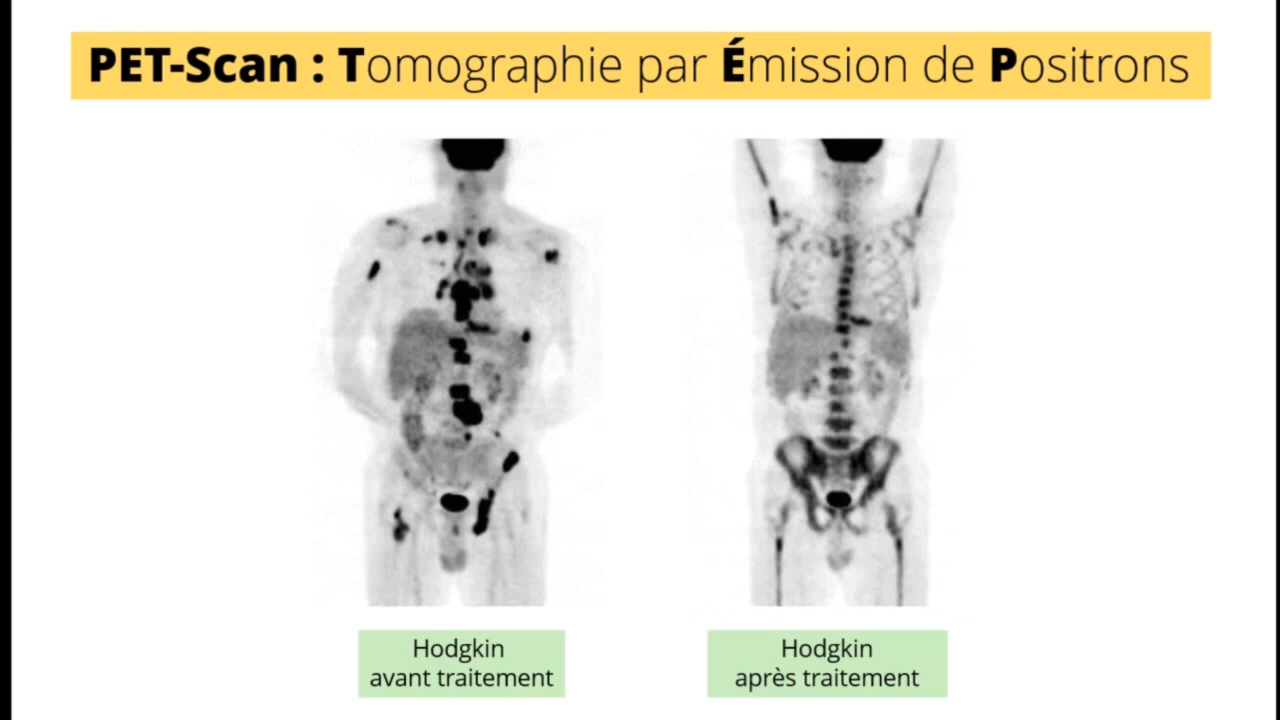 PET-Scan : Tomographie par Émission de Positrons
Hodgkin
avant traitement
Hodgkin
après traitement